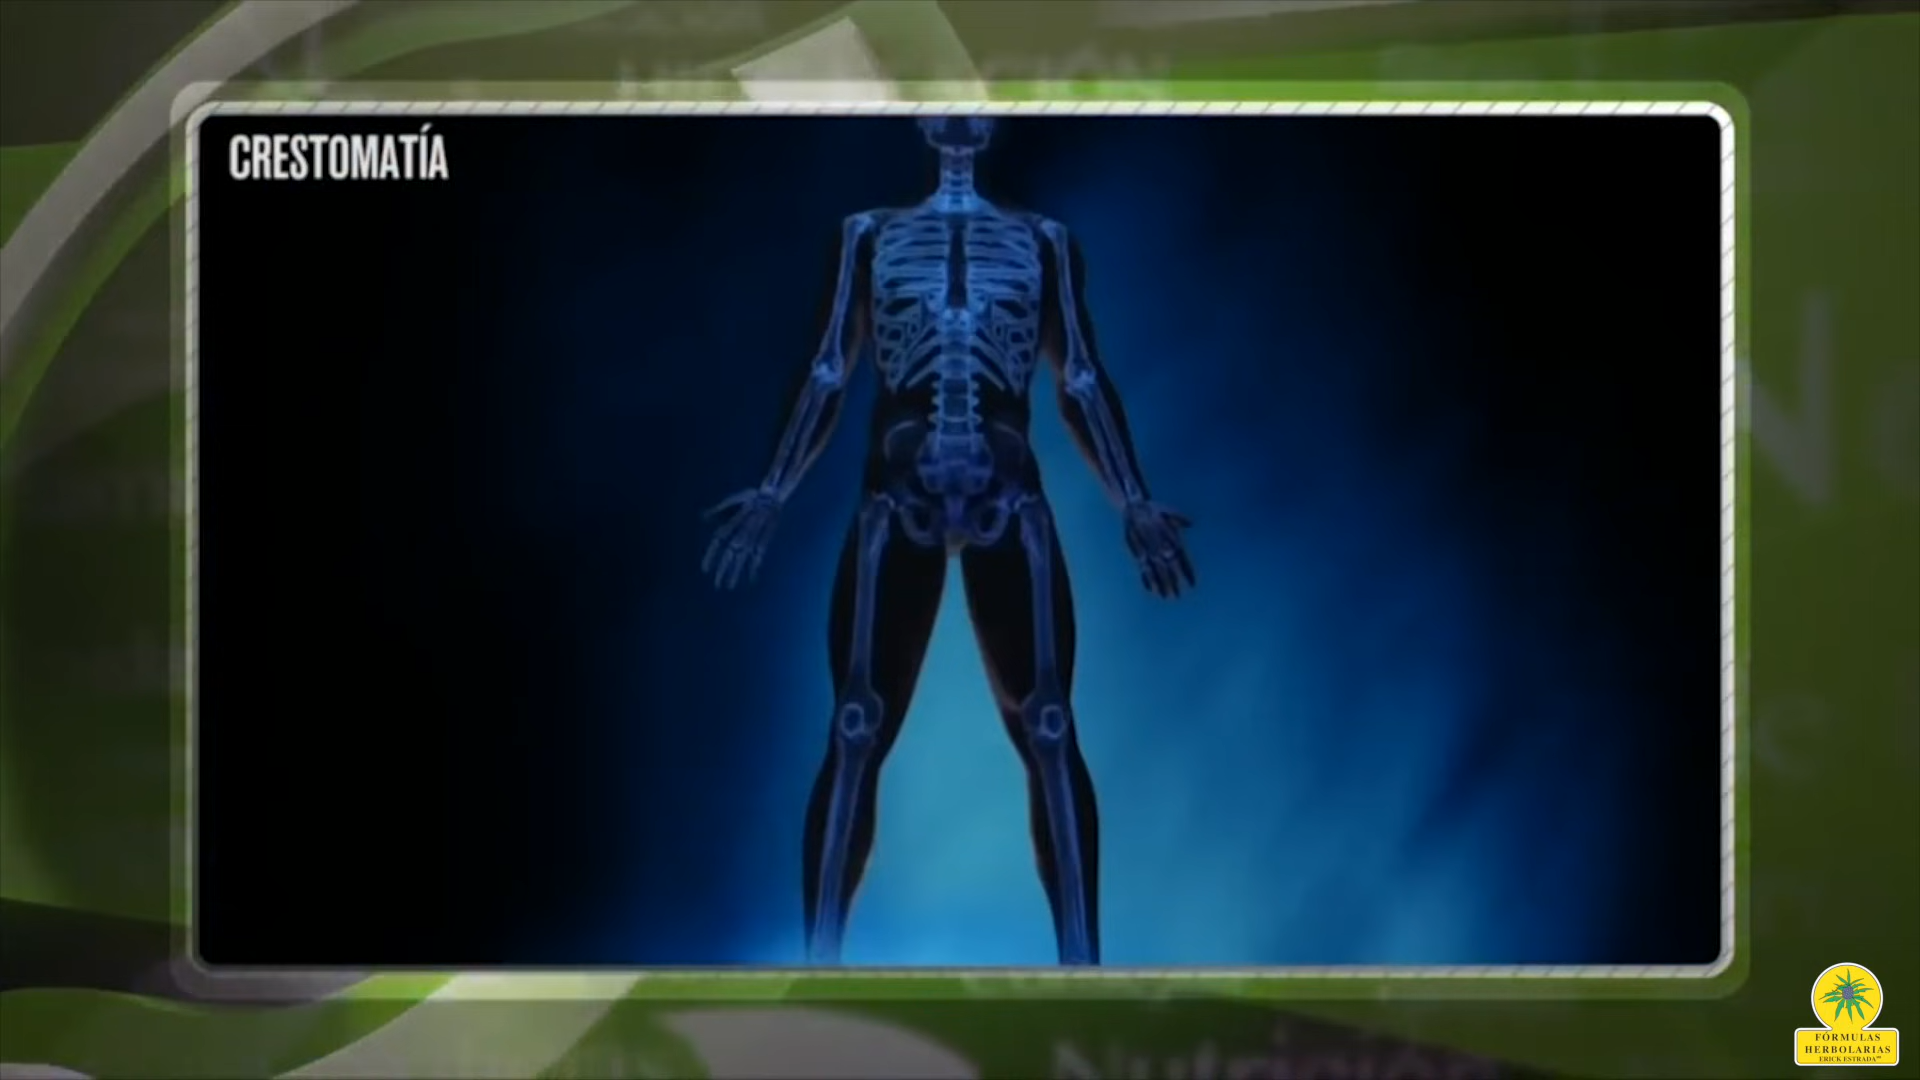 CRESTOMATÍA
Nutrición
FÓRMULAS
HERBOLARIAS
ERICK ESTRADA